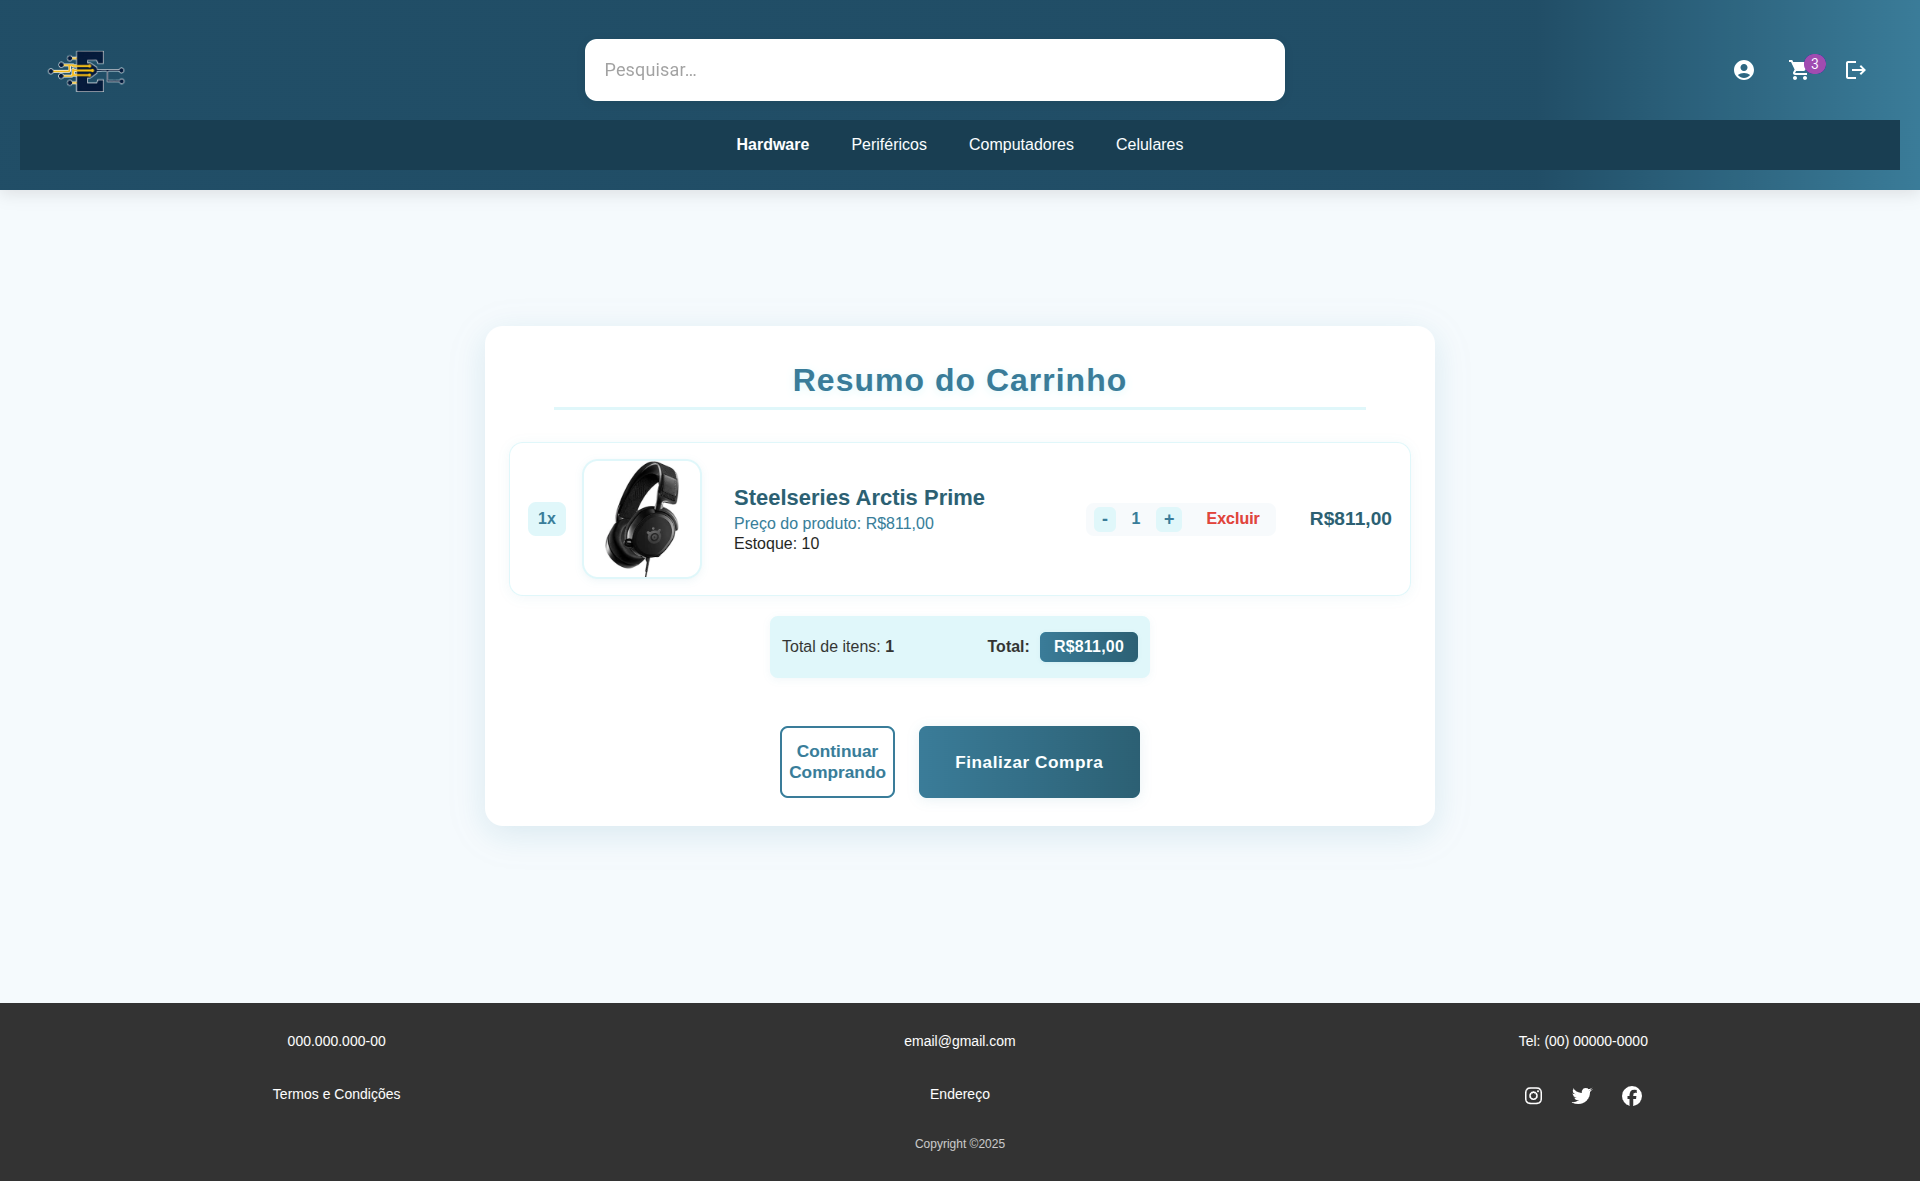 E
Pesquisar...
3
Hardware Periféricos Computadores Celulares
Resumo do Carrinho
1x
Steelseries Arctis Prime
Preço do produto: R$811,00
Estoque: 10
- 1 + Excluir
R$811,00
Total de itens: 1
Total: R$811,00
Continuar
Comprando
Finalizar Compra
000.000.000-00
email@gmail.com
Tel: (00) 00000-0000
Termos e Condições
Endereço
Copyright ©2025